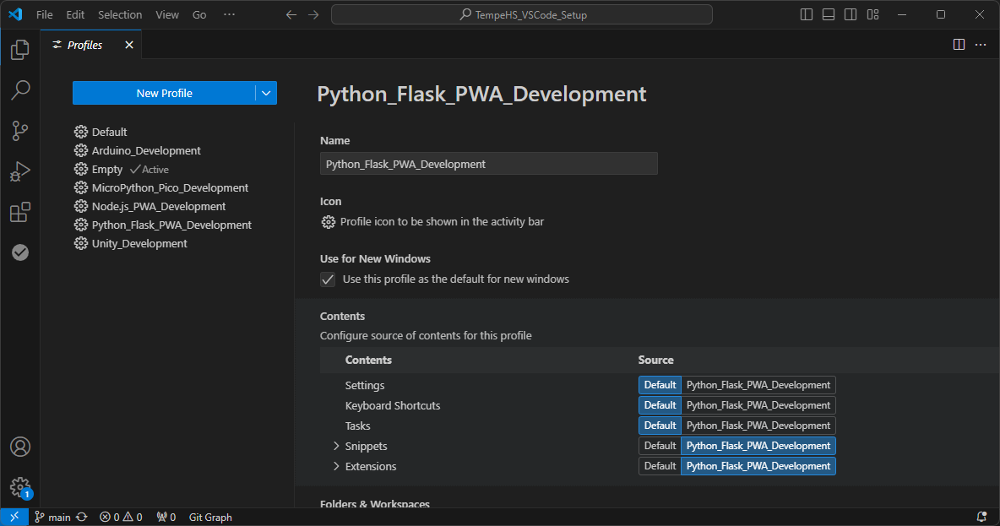 File Edit Selection View Go ··· TempeHS_VSCode_Setup
Profiles
New Profile
Default
Arduino_Development
Empty Active
MicroPython_Pico_Development
Node.js_PWA_Development
Python_Flask_PWA_Development
Unity_Development
Python_Flask_PWA_Development
Name
Python_Flask_PWA_Development
Icon
Profile icon to be shown in the activity bar
Use for New Windows
Use this profile as the default for new windows
Contents
Configure source of contents for this profile
Contents Source
Settings Default Python_Flask_PWA_Development
Keyboard Shortcuts Default Python_Flask_PWA_Development
Tasks Default Python_Flask_PWA_Development
Snippets Default Python_Flask_PWA_Development
Extensions Default Python_Flask_PWA_Development
Folders & Workspaces
1
main 0 0 0 Git Graph